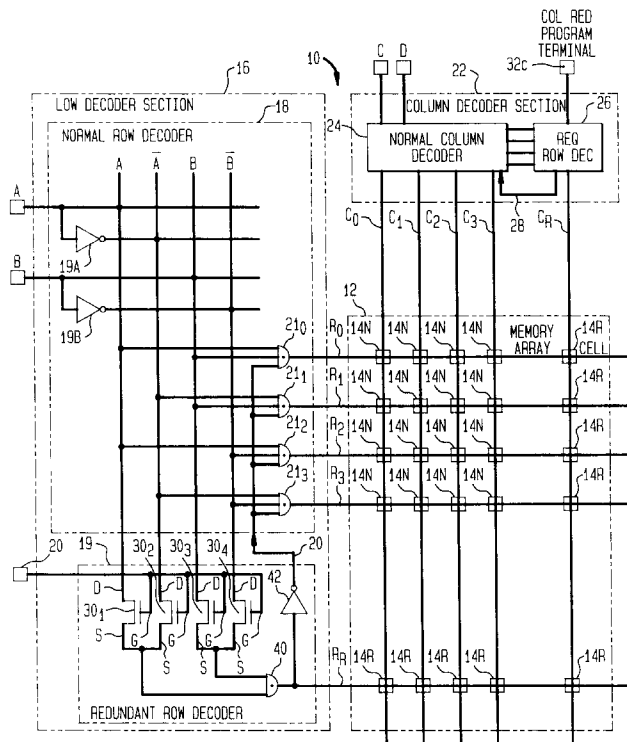 COL RED
PROGRAM
TERMINAL
C D
32c
10
22
16
LOW DECODER SECTION
COLUMN DECODER SECTION
18
24
26
NORMAL ROW DECODER
NORMAL COLUMN
DECODER
REQ
ROW DEC
A A̅ B B̅
A
28
C0 C1 C2 C3 CR
19A
B
19B
12
210 R0 14N 14N 14N 14N MEMORY ARRAY 14R CELL
211 R1 14N 14N 14N 14N 14R
212 R2 14N 14N 14N 14N 14R
213 R3 14N 14N 14N 14N 14R
20 19 302 303 304 20
D D D D
301
42
S G G G G
S S S
40
RR 14R 14R 14R 14R 14R
REDUNDANT ROW DECODER